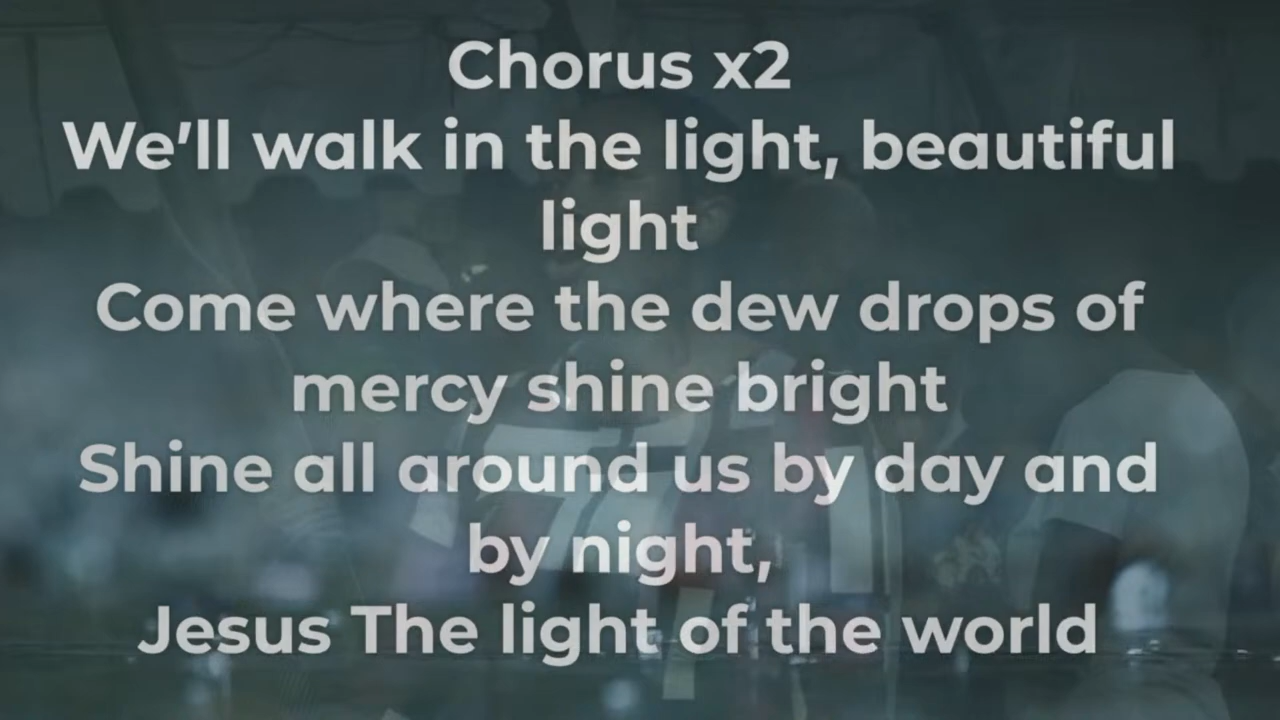 Chorus x2
We'll walk in the light, beautiful
light
Come where the dew drops of
mercy shine bright
Shine all around us by day and
by night,
Jesus The light of the world